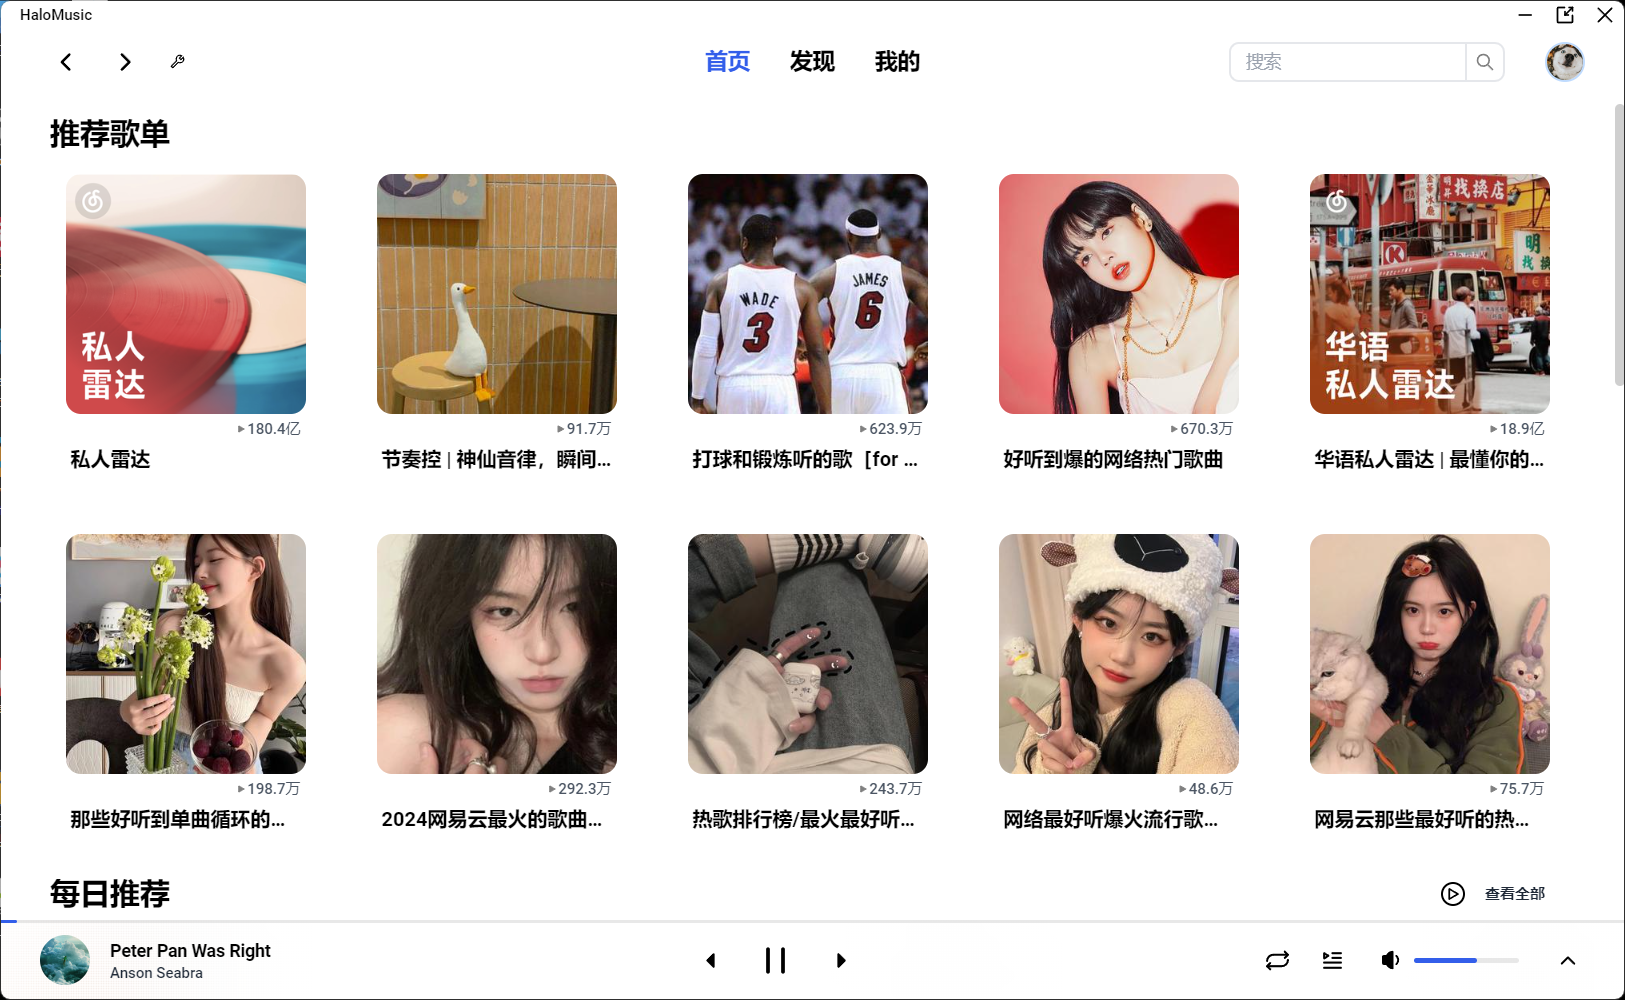 HaloMusic
首页
发现
我的
搜索
推荐歌单
私人
雷达
WADE
3
JAMES
6
找换店
明
找换
华语
私人雷达
180.4亿
91.7万
623.9万
670.3万
18.9亿
私人雷达
节奏控 | 神仙音律，瞬间...
打球和锻炼听的歌［for ...
好听到爆的网络热门歌曲
华语私人雷达 | 最懂你的...
198.7万
292.3万
243.7万
48.6万
75.7万
那些好听到单曲循环的...
2024网易云最火的歌曲...
热歌排行榜/最火最好听...
网络最好听爆火流行歌...
网易云那些最好听的热...
每日推荐
查看全部
Peter Pan Was Right
Anson Seabra